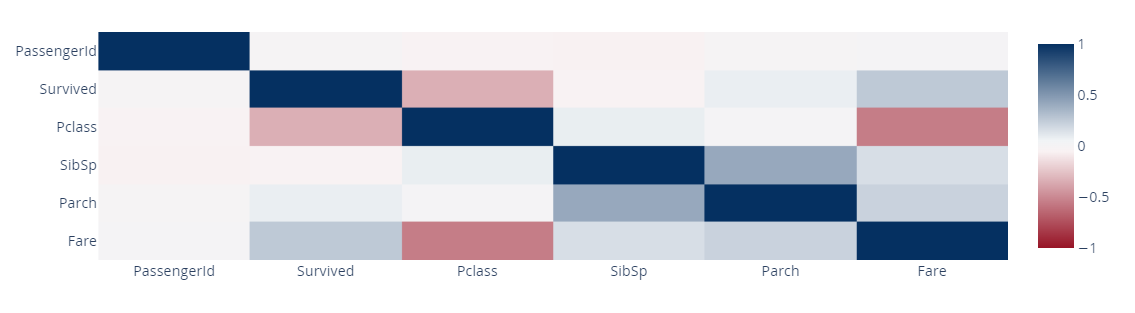 PassengerId
Survived
Pclass
SibSp
Parch
Fare
PassengerId Survived Pclass SibSp Parch Fare
1
0.5
0
−0.5
−1